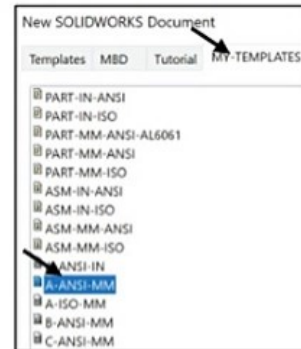 New SOLIDWORKS Document
Templates MBD Tutorial MY-TEMPLATES
PART-IN-ANSI
PART-IN-ISO
PART-MM-ANSI-AL6061
PART-MM-ANSI
PART-MM-ISO
ASM-IN-ANSI
ASM-IN-ISO
ASM-MM-ANSI
ASM-MM-ISO
-ANSI-IN
A-ANSI-MM
A-ISO-MM
B-ANSI-MM
C-ANSI-MM